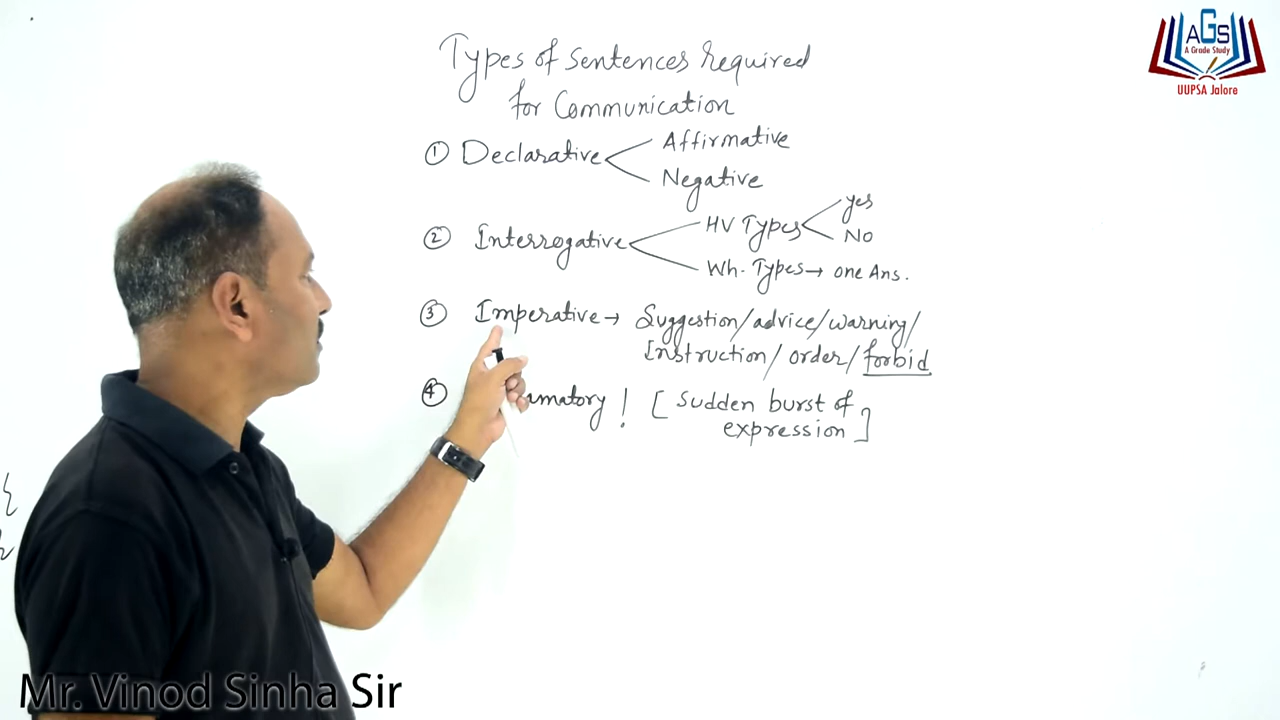 AGS
A Grade Study
UUPSA Jalore
Types of Sentences required
for Communication
① Declarative
Affirmative
Negative
② Interrogative
HV Types
yes
No
Wh. Types → one Ans.
③ Imperative → Suggestion/advice/warning/
Instruction/ order/ forbid
④ amatory ! [ Sudden burst of
expression ]
Mr. Vinod Sinha Sir